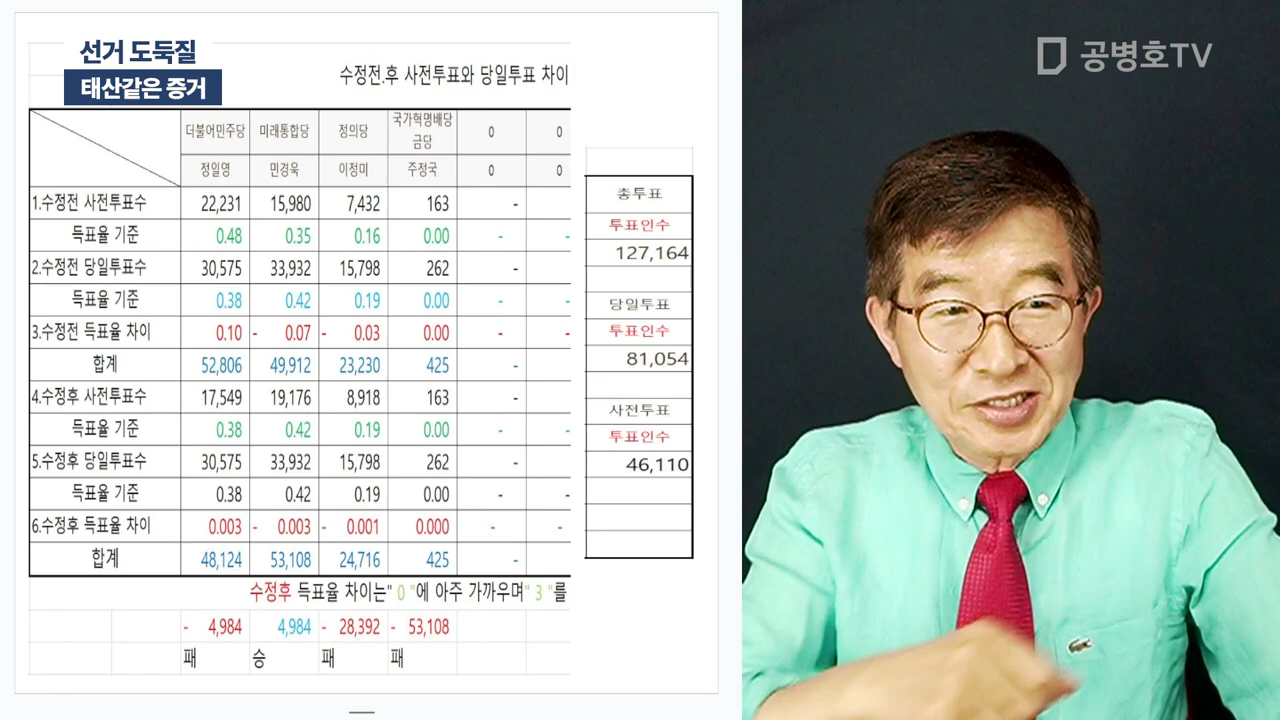 선거 도둑질
태산같은 증거
공병호TV
수정전.후 사전투표와 당일투표 차이
더불어민주당 미래통합당 정의당 국가혁명배당금당 0 0
정일영 민경욱 이정미 주정국 0 0
1.수정전 사전투표수 22,231 15,980 7,432 163 -
득표율 기준 0.48 0.35 0.16 0.00 - -
2.수정전 당일투표수 30,575 33,932 15,798 262 -
득표율 기준 0.38 0.42 0.19 0.00 - -
3.수정전 득표율 차이 0.10 - 0.07 - 0.03 0.00 - -
합계 52,806 49,912 23,230 425 -
4.수정후 사전투표수 17,549 19,176 8,918 163 -
득표율 기준 0.38 0.42 0.19 0.00 - -
5.수정후 당일투표수 30,575 33,932 15,798 262 -
득표율 기준 0.38 0.42 0.19 0.00 - -
6.수정후 득표율 차이 0.003 - 0.003 - 0.001 0.000 - -
합계 48,124 53,108 24,716 425 -
수정후 득표율 차이는" 0 "에 아주 가까우며" 3 "를
- 4,984 4,984 - 28,392 - 53,108
패 승 패 패
총투표
투표인수
127,164
당일투표
투표인수
81,054
사전투표
투표인수
46,110